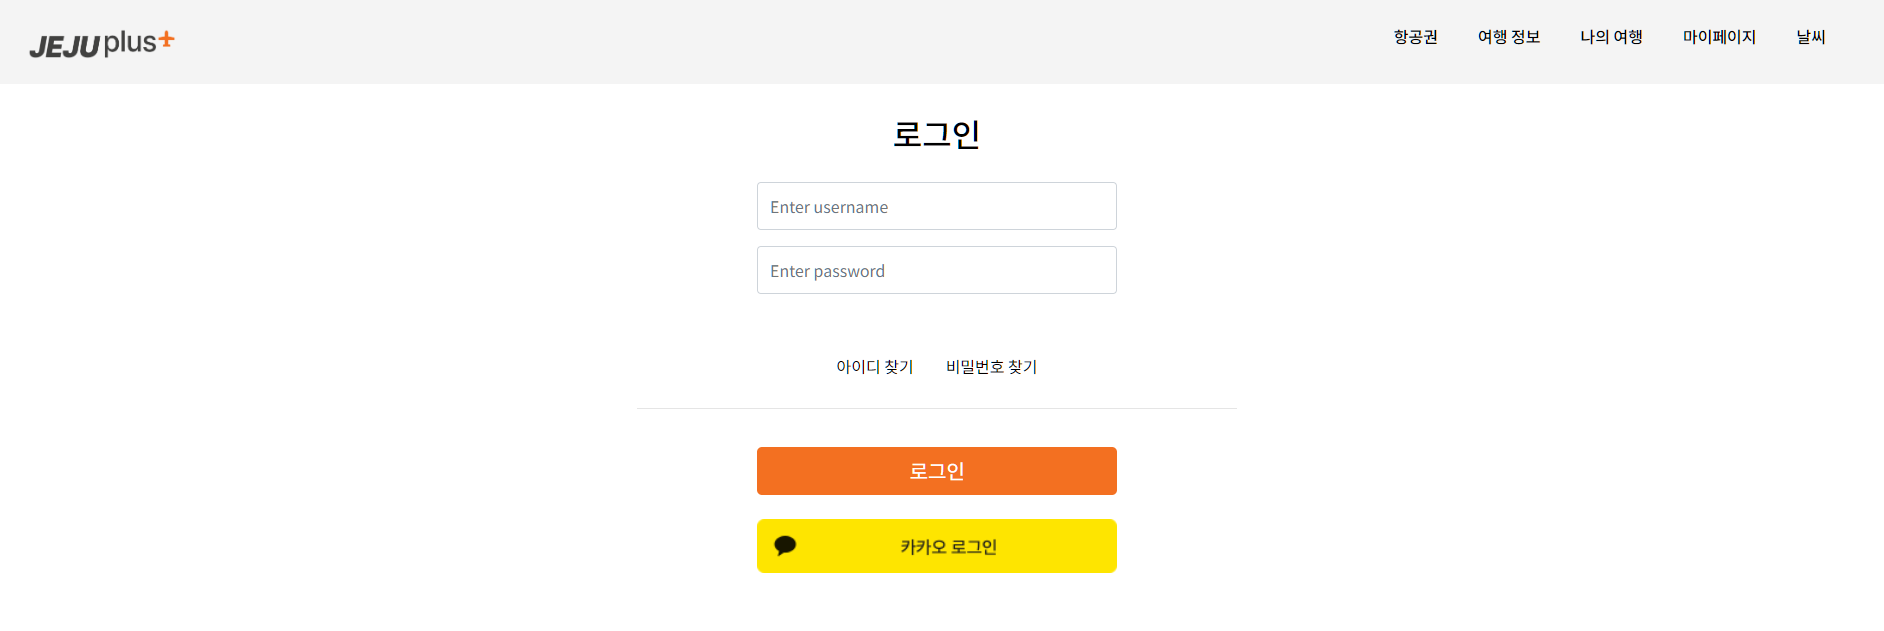 JEJU plus+
항공권 여행 정보 나의 여행 마이페이지 날씨
로그인
Enter username
Enter password
아이디 찾기 비밀번호 찾기
로그인
카카오 로그인